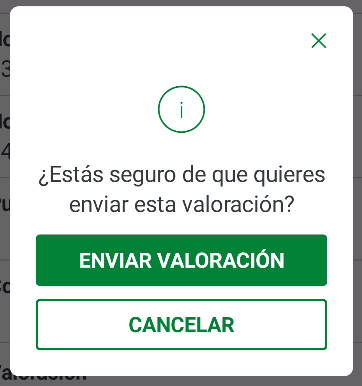 ¿Estás seguro de que quieres
enviar esta valoración?
ENVIAR VALORACIÓN
CANCELAR